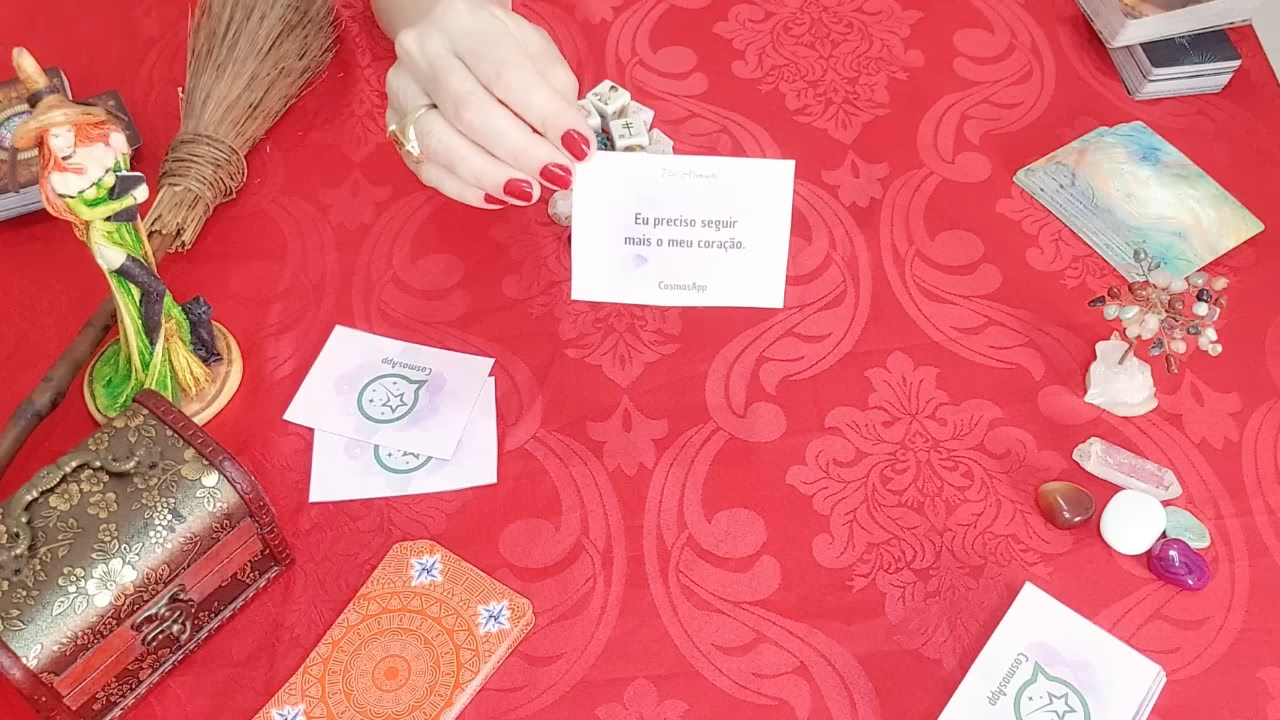 Eu preciso seguir
mais o meu coração.
CosmosApp
CosmosApp
CosmosApp